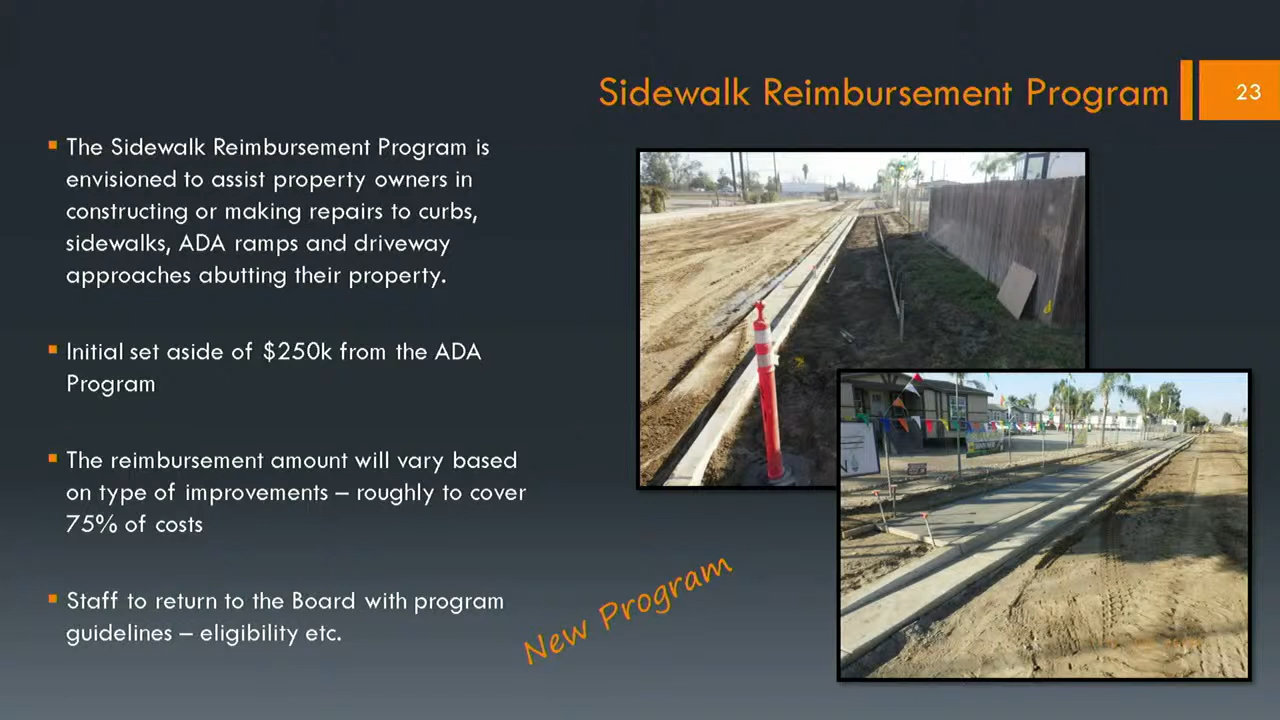 Sidewalk Reimbursement Program
23
▪ The Sidewalk Reimbursement Program is
envisioned to assist property owners in
constructing or making repairs to curbs,
sidewalks, ADA ramps and driveway
approaches abutting their property.
▪ Initial set aside of $250k from the ADA
Program
▪ The reimbursement amount will vary based
on type of improvements – roughly to cover
75% of costs
▪ Staff to return to the Board with program
guidelines – eligibility etc.
New Program